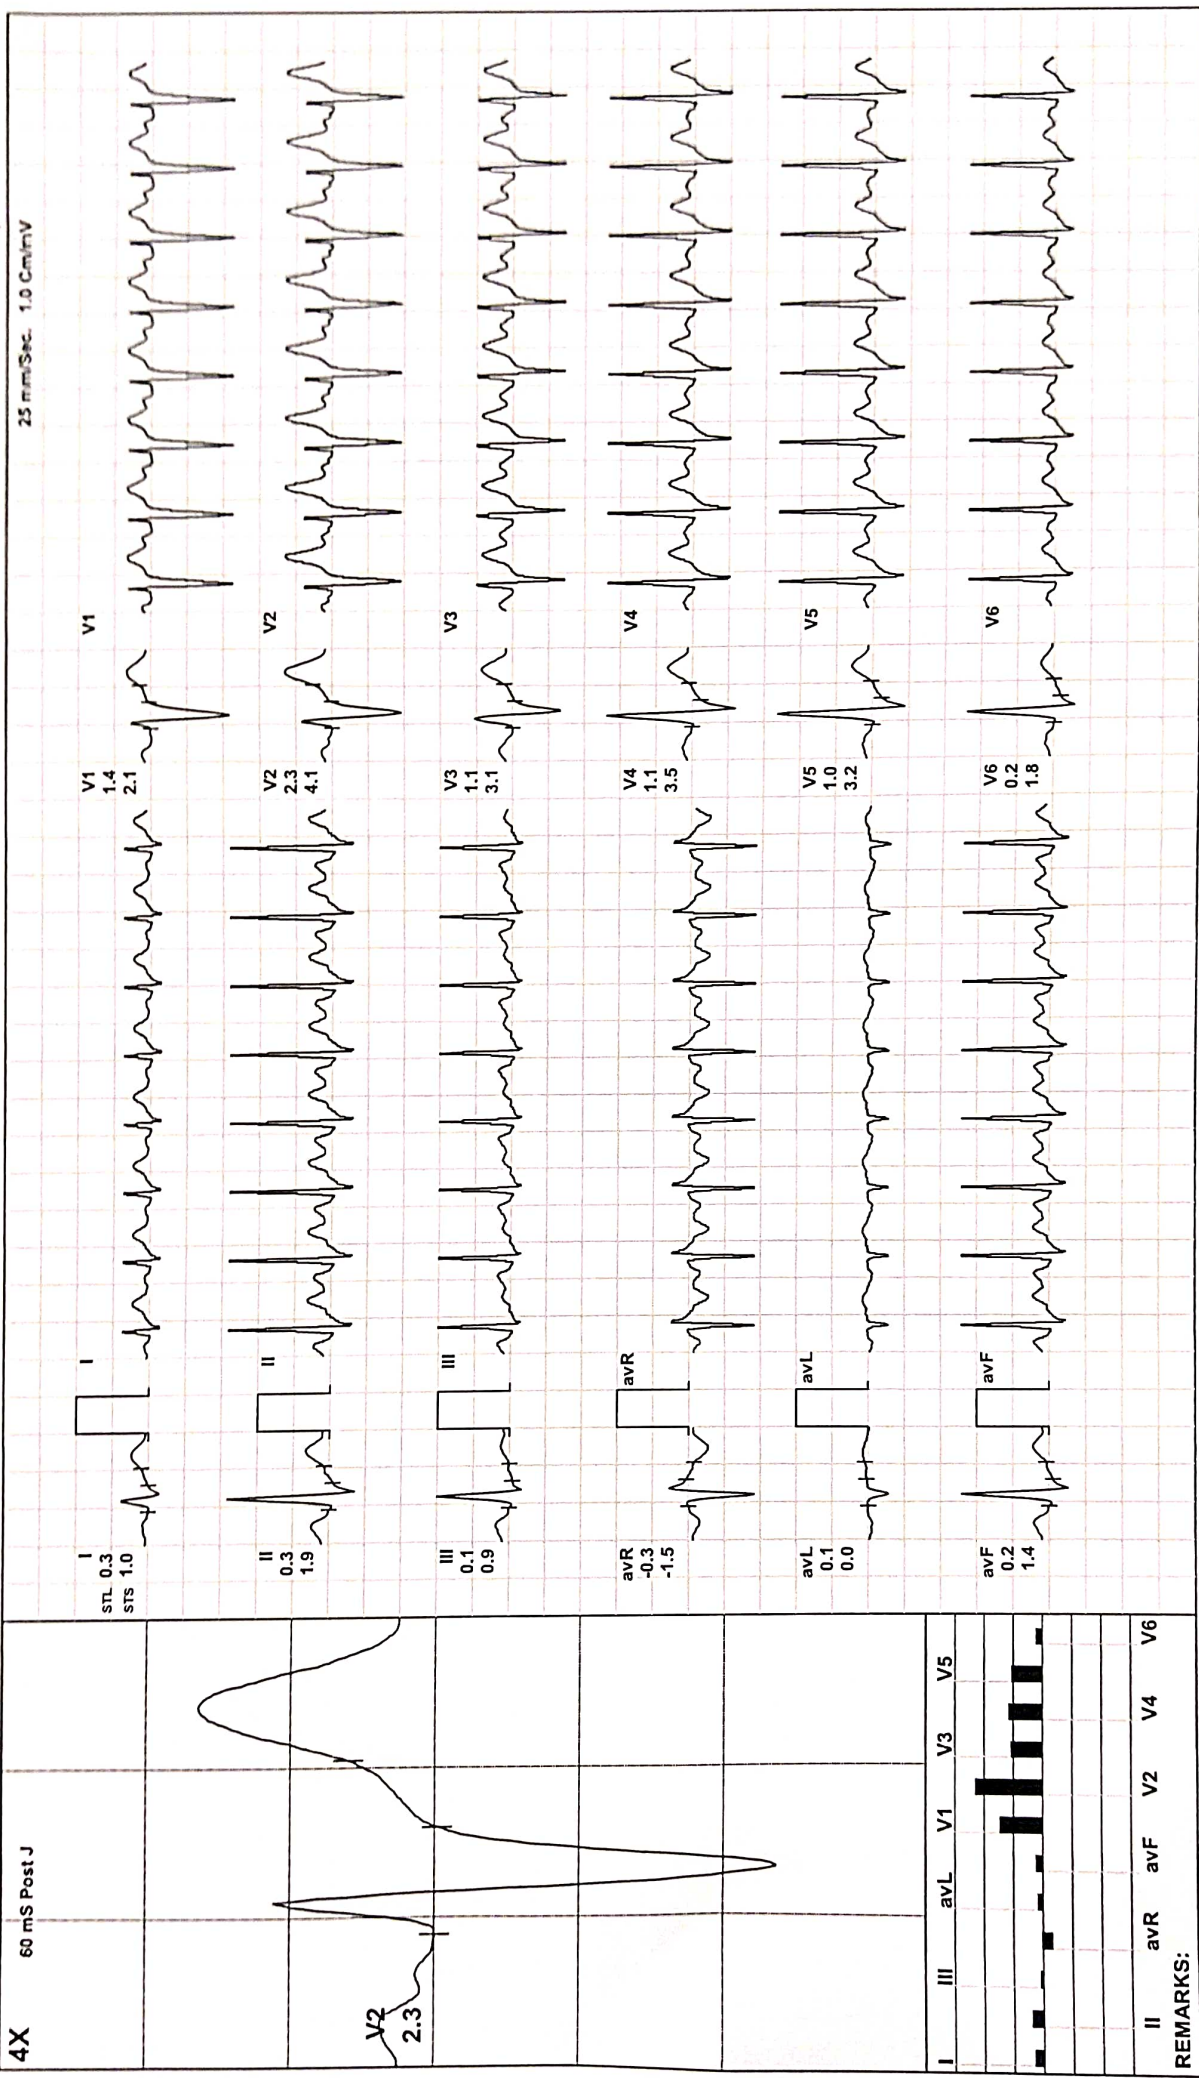 4X
60 mS Post J
25 mm/Sec. 1.0 Cm/mV
V2
2.3
I
STL 0.3
STS 1.0
I
V1
1.4
2.1
V1
II
0.3
1.9
II
V2
2.3
4.1
V2
III
0.1
0.9
III
V3
1.1
3.1
V3
avR
-0.3
-1.5
avR
V4
1.1
3.5
V4
avL
0.1
0.0
avL
V5
1.0
3.2
V5
avF
0.2
1.4
avF
V6
0.2
1.8
V6
I III avL V1 V3 V5
II avR avF V2 V4 V6
REMARKS: